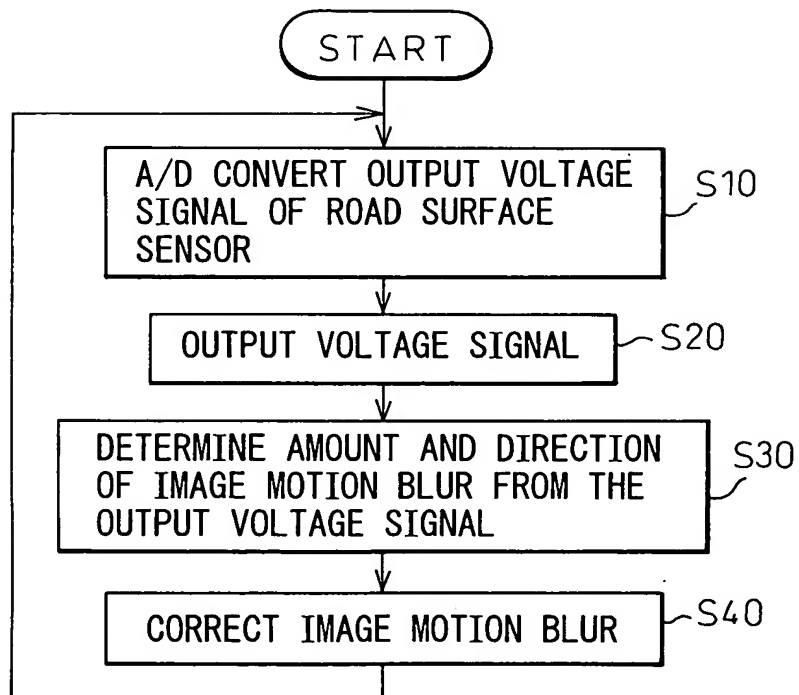 START
A/D CONVERT OUTPUT VOLTAGE
SIGNAL OF ROAD SURFACE
SENSOR
S10
OUTPUT VOLTAGE SIGNAL
S20
DETERMINE AMOUNT AND DIRECTION
OF IMAGE MOTION BLUR FROM THE
OUTPUT VOLTAGE SIGNAL
S30
CORRECT IMAGE MOTION BLUR
S40